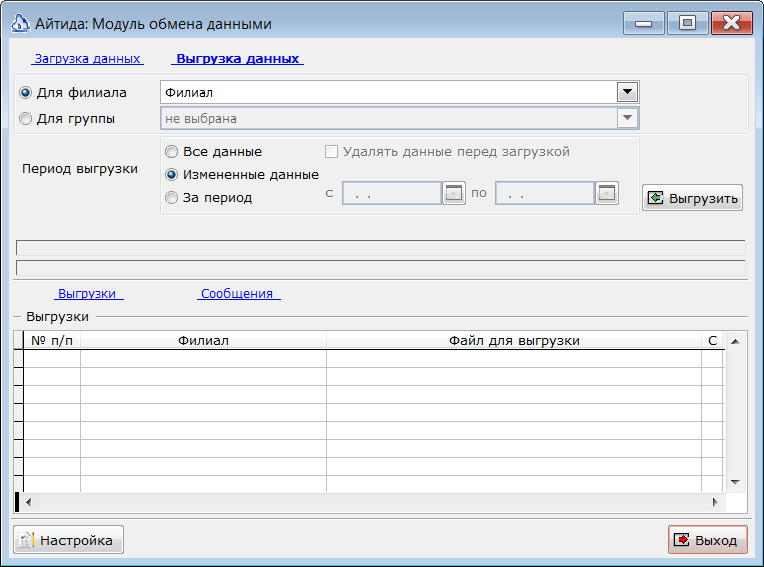 Айтида: Модуль обмена данными
Загрузка данных Выгрузка данных
Для филиала Филиал
Для группы не выбрана
Период выгрузки
Все данные Удалять данные перед загрузкой
Измененные данные
За период с . . по . .
Выгрузить
Выгрузки Сообщения
Выгрузки
№ п/п Филиал Файл для выгрузки С
Настройка Выход